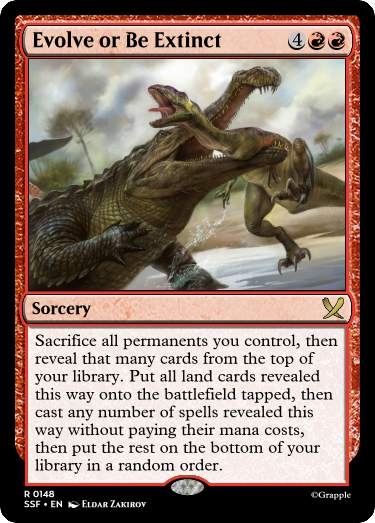 Evolve or Be Extinct 4
Sorcery
Sacrifice all permanents you control, then
reveal that many cards from the top of
your library. Put all land cards revealed
this way onto the battlefield tapped, then
cast any number of spells revealed this
way without paying their mana costs,
then put the rest on the bottom of your
library in a random order.
R 0148
SSF • EN Eldar Zakirov
©Grapple